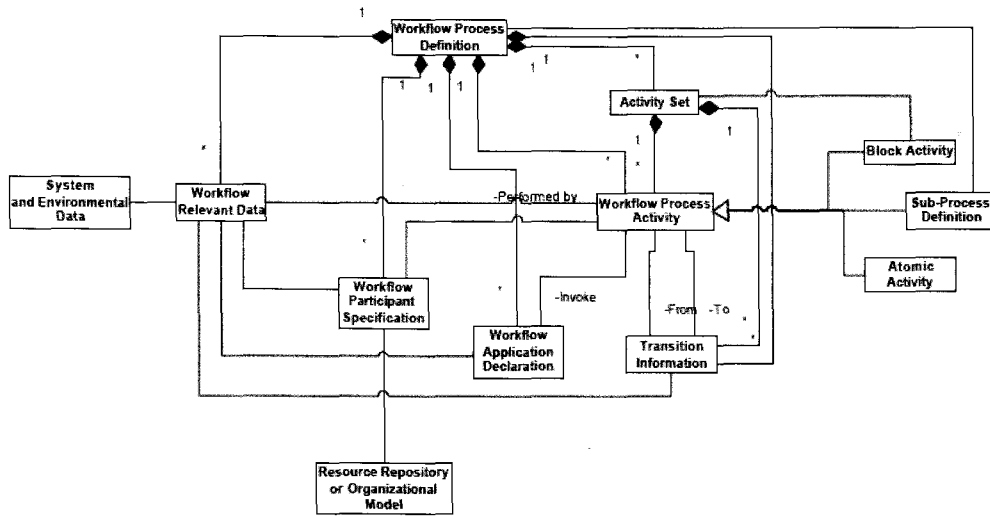 1
Workflow Process
Definition
1
1
1
1
1
1
*
Activity Set
1
1
Block Activity
*
*
*
System
and Environmental
Data
Workflow
Relevant Data
-Performed by
Workflow Process
Activity
Sub-Process
Definition
*
Atomic
Activity
Workflow
Participant
Specification
*
-Invoke
-From
-To
*
*
Workflow
Application
Declaration
Transition
Information
Resource Repository
or Organizational
Model